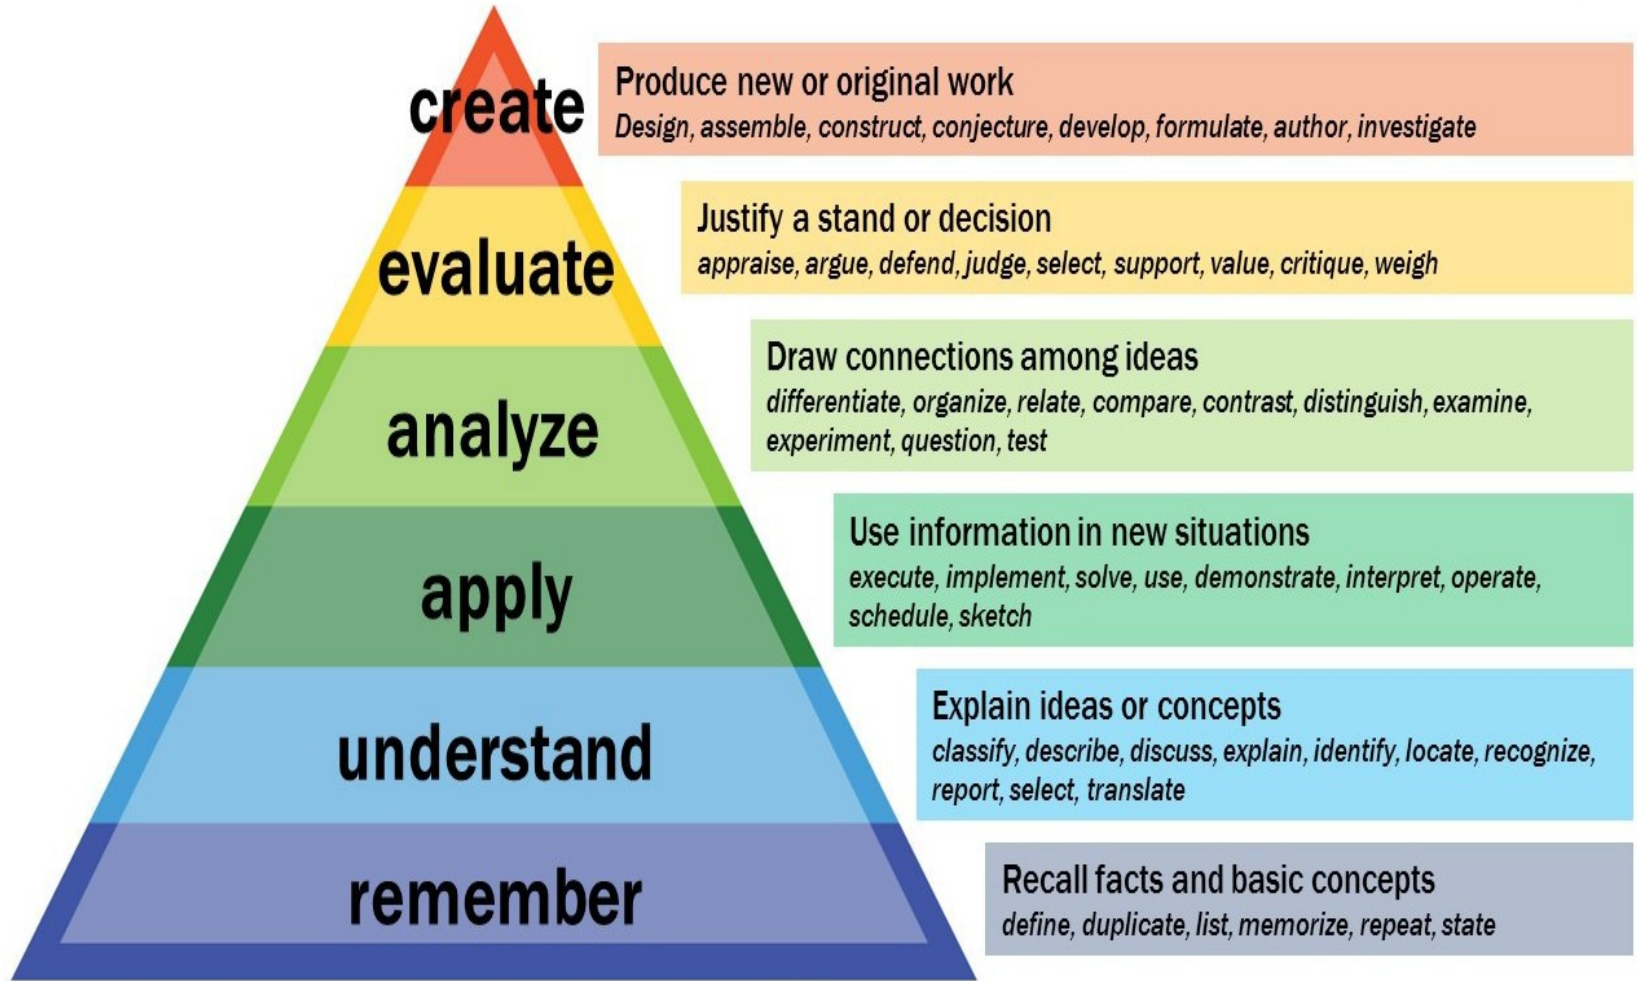 create
Produce new or original work
Design, assemble, construct, conjecture, develop, formulate, author, investigate
evaluate
Justify a stand or decision
appraise, argue, defend, judge, select, support, value, critique, weigh
analyze
Draw connections among ideas
differentiate, organize, relate, compare, contrast, distinguish, examine,
experiment, question, test
apply
Use information in new situations
execute, implement, solve, use, demonstrate, interpret, operate,
schedule, sketch
understand
Explain ideas or concepts
classify, describe, discuss, explain, identify, locate, recognize,
report, select, translate
remember
Recall facts and basic concepts
define, duplicate, list, memorize, repeat, state